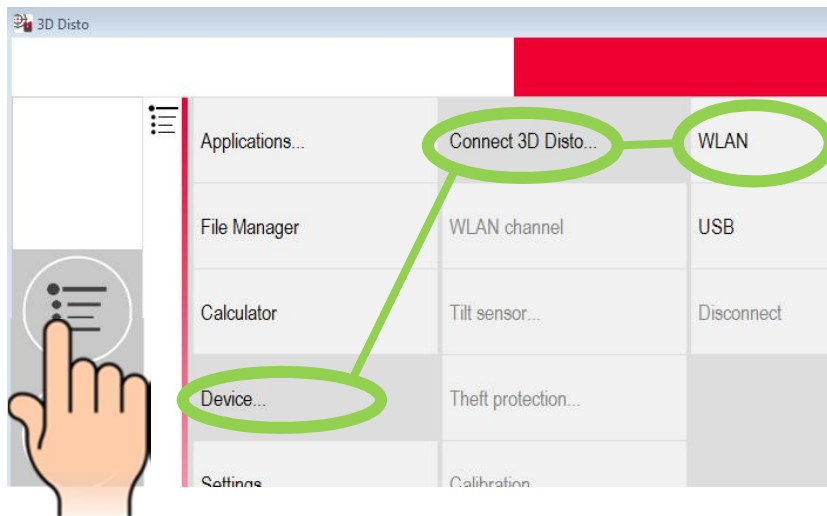 3D Disto
Applications...
Connect 3D Disto...
WLAN
File Manager
WLAN channel
USB
Calculator
Tilt sensor...
Disconnect
Device...
Theft protection...
Settings
Calibration